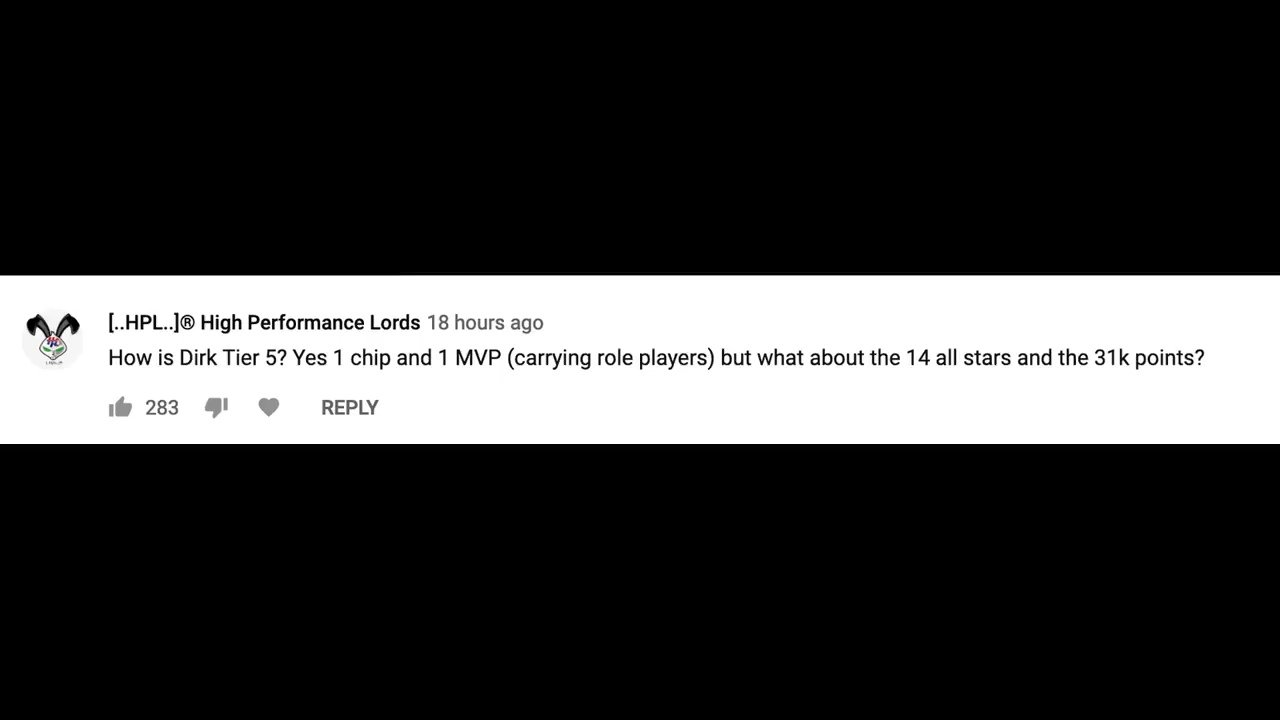 [..HPL..]® High Performance Lords 18 hours ago
How is Dirk Tier 5? Yes 1 chip and 1 MVP (carrying role players) but what about the 14 all stars and the 31k points?
283 REPLY